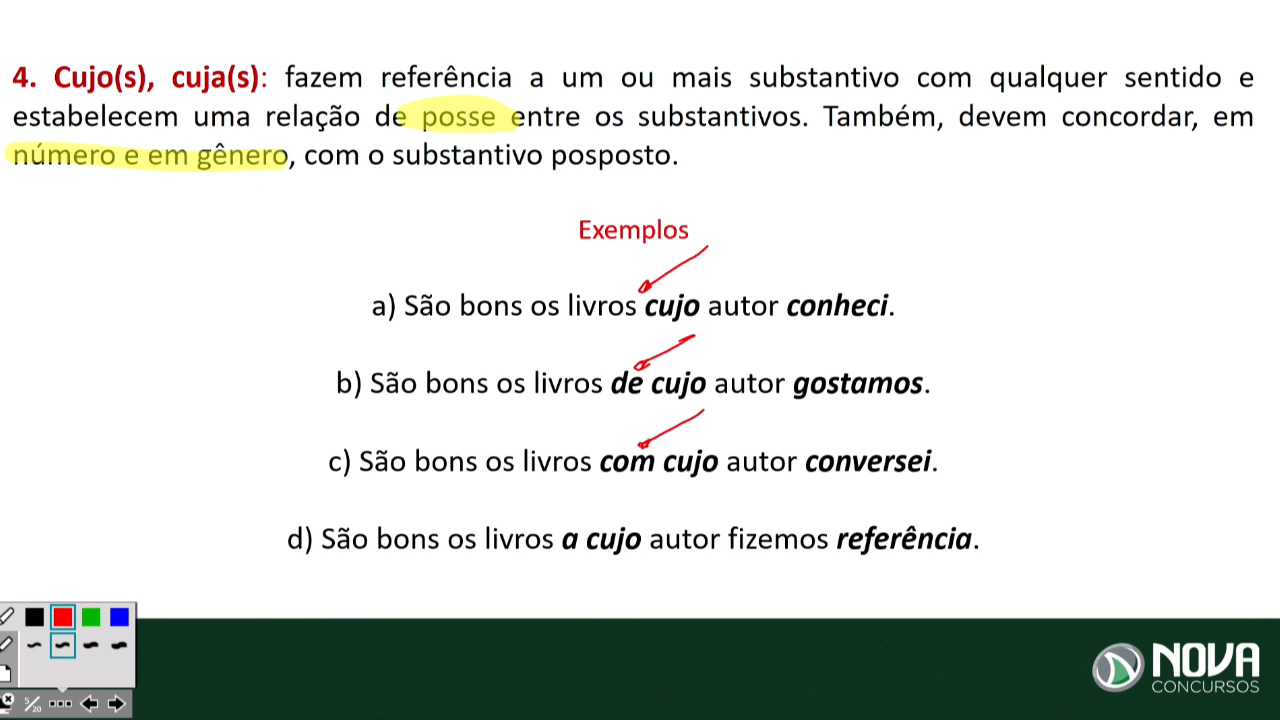 4. Cujo(s), cuja(s): fazem referência a um ou mais substantivo com qualquer sentido e
estabelecem uma relação de posse entre os substantivos. Também, devem concordar, em
número e em gênero, com o substantivo posposto.
Exemplos
a) São bons os livros cujo autor conheci.
b) São bons os livros de cujo autor gostamos.
c) São bons os livros com cujo autor conversei.
d) São bons os livros a cujo autor fizemos referência.
5/20
NOVA
CONCURSOS